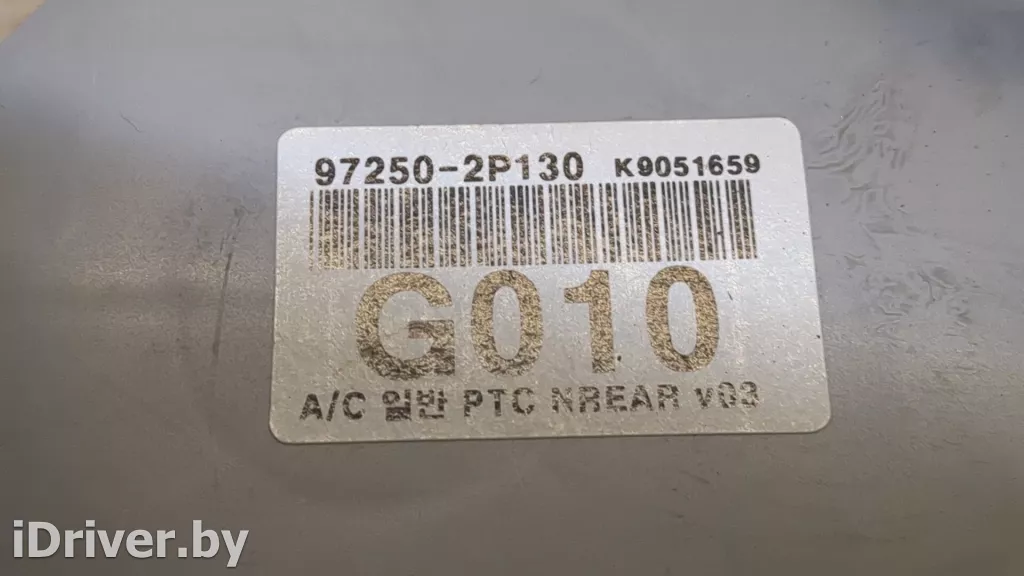 97250-2P130 K9051659
G010
A/C 일반 PTC NREAR V03
iDriver.by